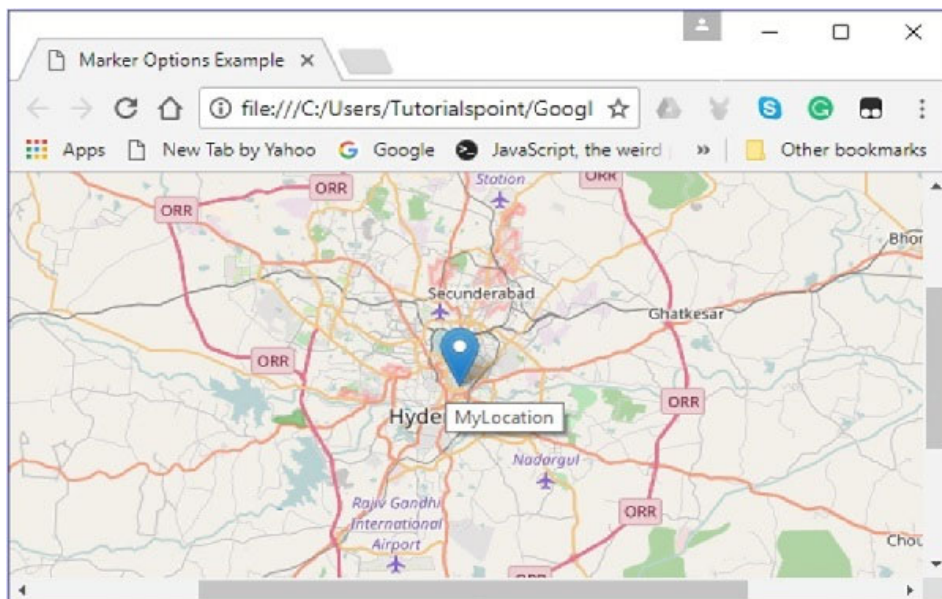 Marker Options Example
file:///C:/Users/Tutorialspoint/Googl
Apps New Tab by Yahoo Google JavaScript, the weird » Other bookmarks
Station
ORR
ORR
ORR
Bhor
Secunderabad
Ghatkesar
ORR
ORR
Hyde
MyLocation
Nadargul
Rajiv Gandhi
International
Airport
ORR
Chou
ORR